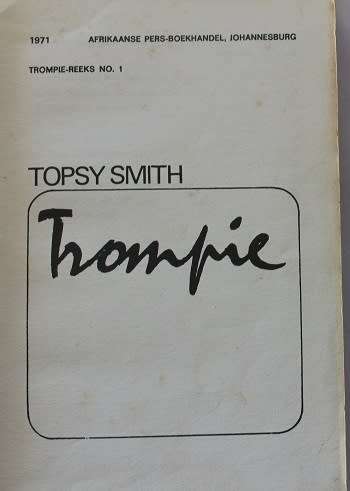 1971 AFRIKAANSE PERS-BOEKHANDEL, JOHANNESBURG
TROMPIE-REEKS NO. 1
TOPSY SMITH
Trompie